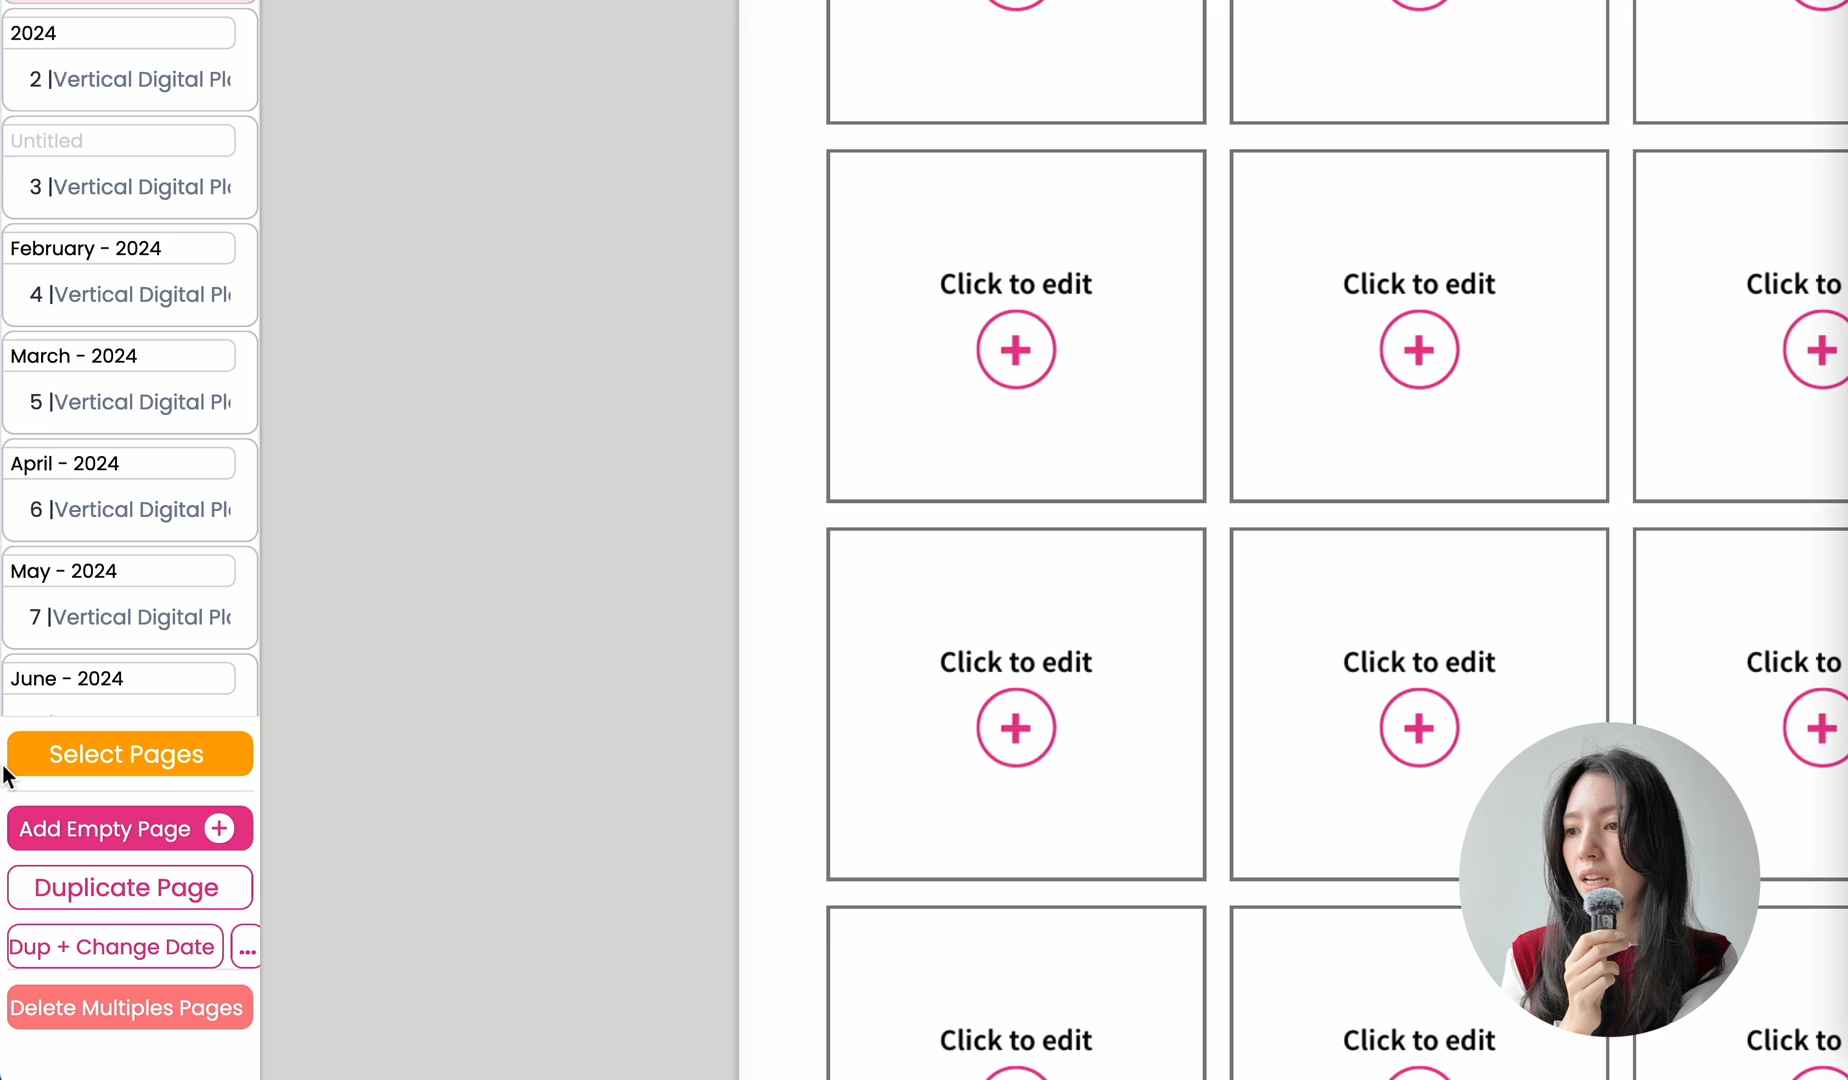 2024
2 |Vertical Digital Pl
Untitled
3 |Vertical Digital Pl
February - 2024
4 |Vertical Digital Pl
March - 2024
5 |Vertical Digital Pl
April - 2024
6 |Vertical Digital Pl
May - 2024
7 |Vertical Digital Pl
June - 2024
Select Pages
Add Empty Page
Duplicate Page
Dup + Change Date ...
Delete Multiples Pages
Click to edit Click to edit Click to
Click to edit Click to edit Click to
Click to edit Click to edit Click to